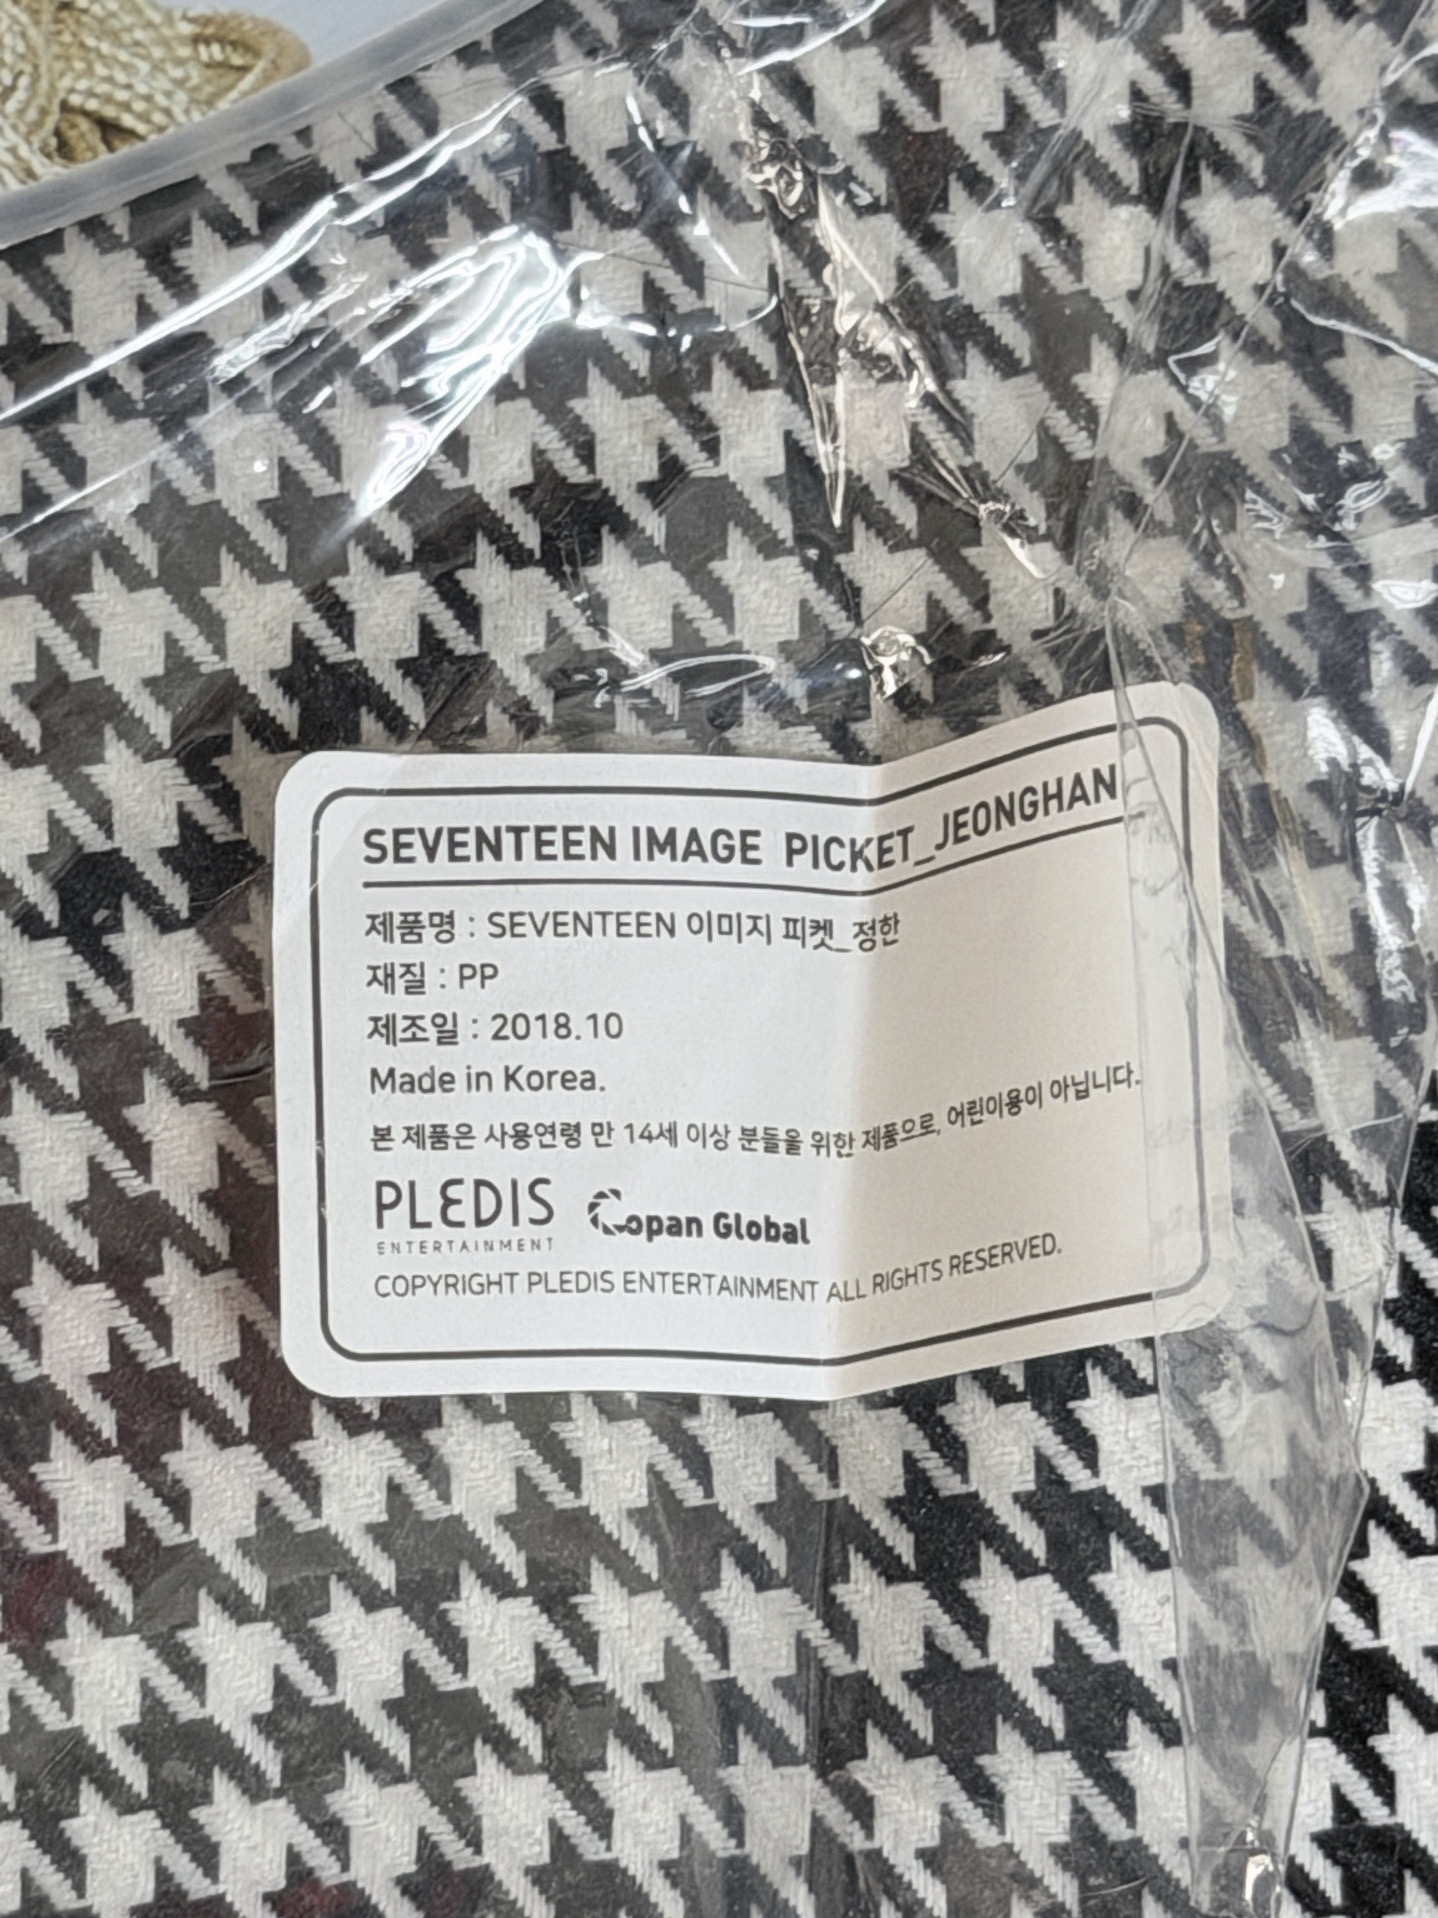 SEVENTEEN IMAGE PICKET_JEONGHAN
제품명 : SEVENTEEN 이미지 피켓_정한
재질 : PP
제조일 : 2018.10
Made in Korea.
본 제품은 사용연령 만 14세 이상 분들을 위한 제품으로, 어린이용이 아닙니다.
PLEDIS
ENTERTAINMENT
Copan Global
COPYRIGHT PLEDIS ENTERTAINMENT ALL RIGHTS RESERVED.